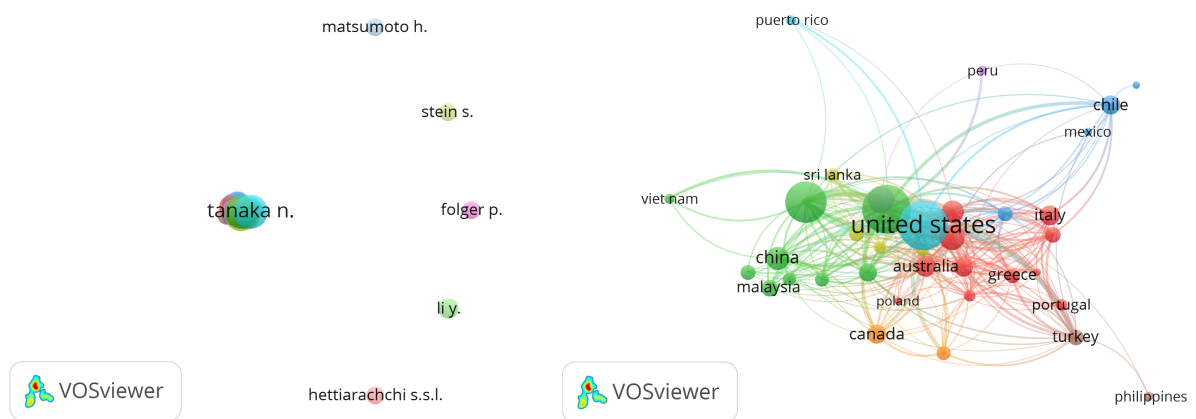 matsumoto h.
stein s.
tanaka n.
folger p.
li y.
hettiarachchi s.s.l.
VOSviewer
puerto rico
peru
chile
mexico
sri lanka
viet nam
italy
united states
china
australia
greece
malaysia
poland
portugal
canada
turkey
philippines
VOSviewer